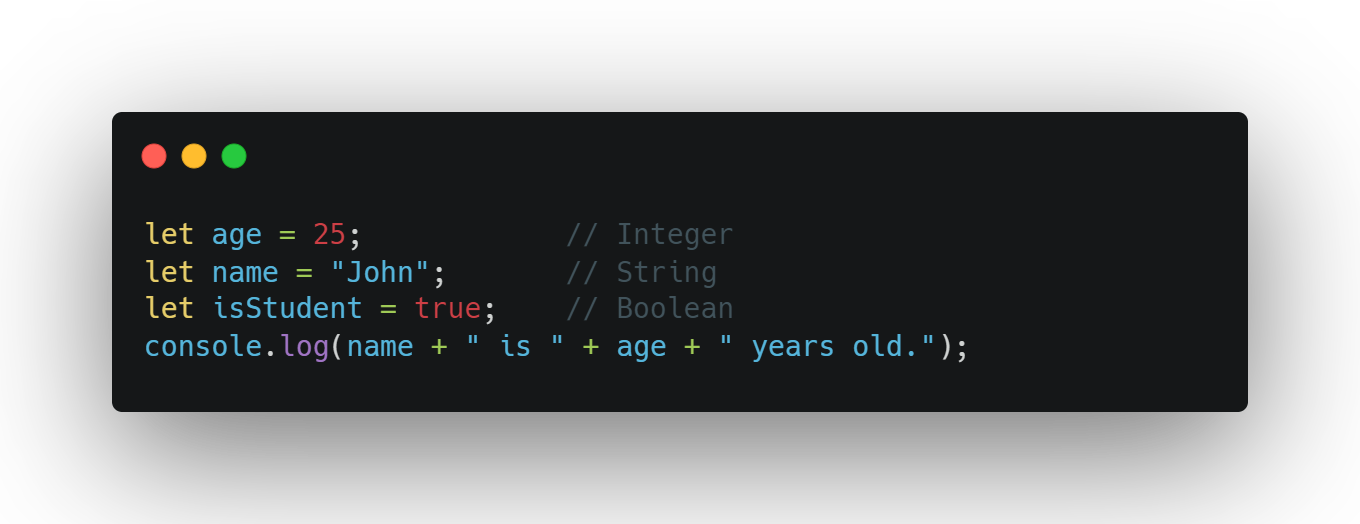 let age = 25;            // Integer
let name = "John";       // String
let isStudent = true;    // Boolean
console.log(name + " is " + age + " years old.");